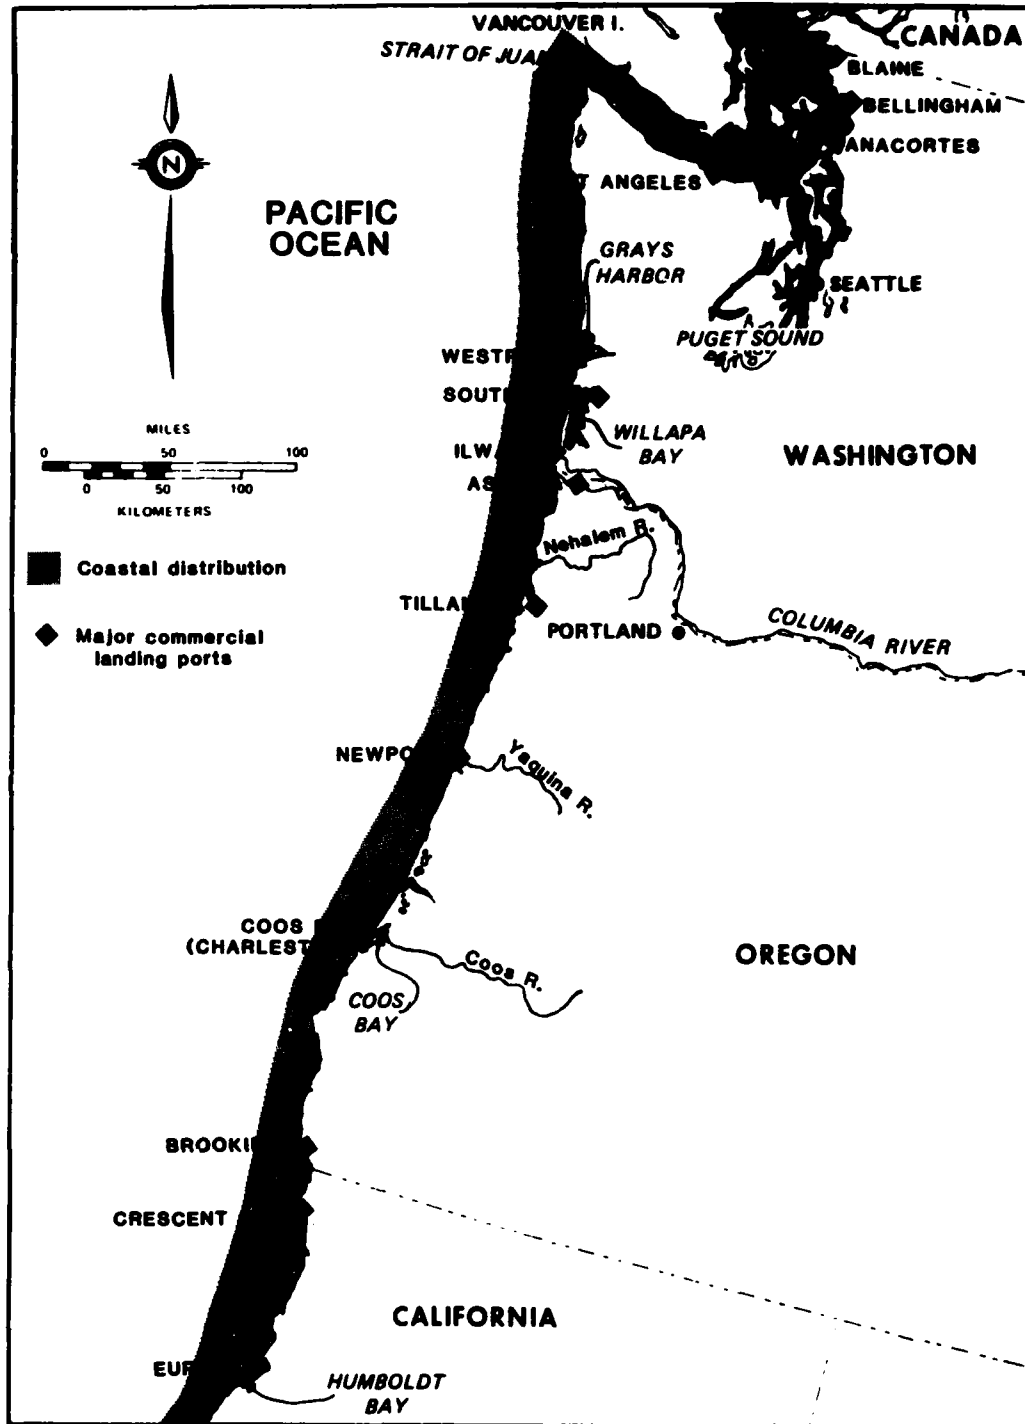 VANCOUVER I.
CANADA
STRAIT OF JUA
BLAINE
BELLINGHAM
ANACORTES
N
ANGELES
PACIFIC
OCEAN
GRAYS
HARBOR
SEATTLE
PUGET SOUND
WESTP
SOUT
WILLAPA
BAY
WASHINGTON
MILES
0 50 100
0 50 100
KILOMETERS
ILW
AS
Nehalem R.
Coastal distribution
TILLA
PORTLAND
COLUMBIA RIVER
Major commercial
landing ports
NEWPO
Yaquina R.
COOS
(CHARLEST
Coos R.
OREGON
COOS
BAY
BROOKI
CRESCENT
CALIFORNIA
EUR
HUMBOLDT
BAY